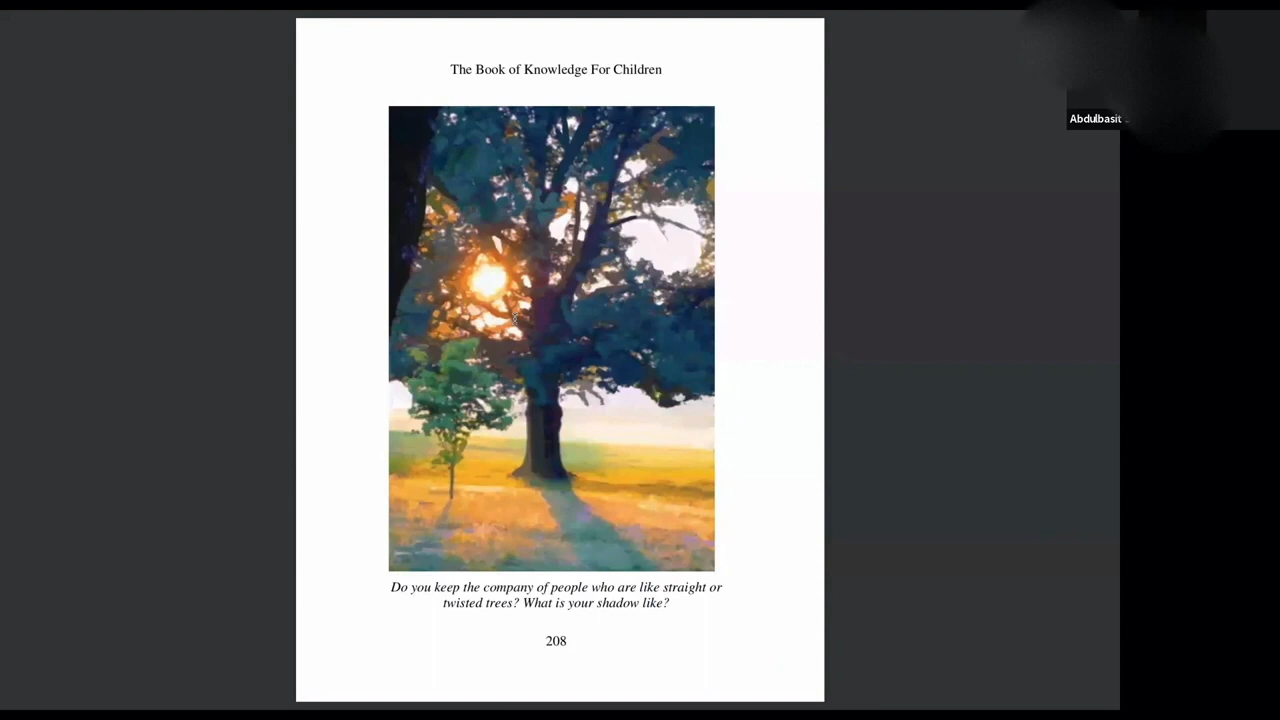 The Book of Knowledge For Children
Abdulbasit
Do you keep the company of people who are like straight or
twisted trees? What is your shadow like?
208